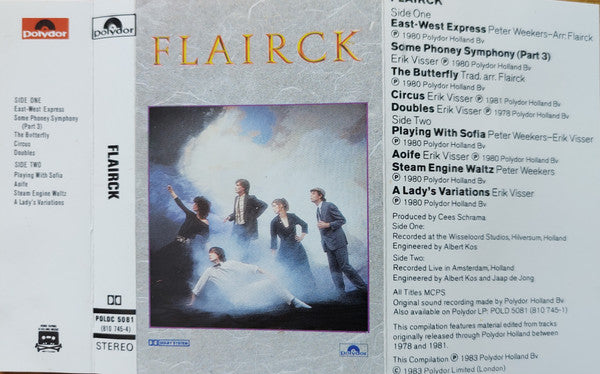 Polydor
SIDE ONE
East-West Express
Some Phoney Symphony
(Part 3)
The Butterfly
Circus
Doubles
SIDE TWO
Playing With Sofia
Aoife
Steam Engine Waltz
A Lady's Variations
Polydor
FLAIRCK
POLDC 5081
(810 745-4)
STEREO
FLAIRCK
DOLBY SYSTEM
Polydor
FLAIRCK
Side One
East-West Express Peter Weekers-Arr. Flairck
℗ 1980 Polydor Holland Bv
Some Phoney Symphony (Part 3)
Erik Visser ℗ 1980 Polydor Holland Bv
The Butterfly Trad. arr. Flairck
℗ 1980 Polydor Holland Bv
Circus Erik Visser ℗ 1981 Polydor Holland Bv
Doubles Erik Visser ℗ 1978 Polydor Holland Bv
Side Two
Playing With Sofia Peter Weekers-Erik Visser
℗ 1980 Polydor Holland Bv
Aoife Erik Visser ℗ 1980 Polydor Holland Bv
Steam Engine Waltz Peter Weekers
℗ 1980 Polydor Holland Bv
A Lady's Variations Erik Visser
℗ 1980 Polydor Holland Bv
Produced by Cees Schrama
Side One:
Recorded at the Wisseloord Studios, Hilversum, Holland
Engineered by Albert Kos
Side Two:
Recorded Live in Amsterdam, Holland
Engineered by Albert Kos and Jaap de Jong
All Titles MCPS
Original sound recording made by Polydor Holland Bv
Also available on Polydor LP: POLD 5081 (810 745-1)
This compilation features material edited from tracks
originally released through Polydor Holland between
1978 and 1981.
This Compilation ℗ 1983 Polydor Holland Bv
© 1983 Polydor Limited (London)